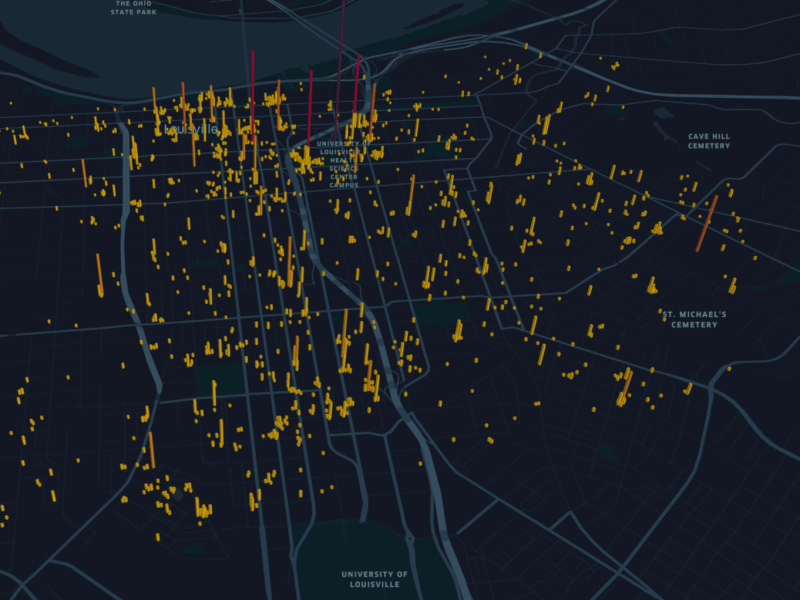 THE OHIO
STATE PARK
Louisville
UNIVERSITY OF
LOUISVILLE
HEALTH
SCIENCE
CENTER
CAMPUS
CAVE HILL
CEMETERY
ST. MICHAEL'S
CEMETERY
UNIVERSITY OF
LOUISVILLE